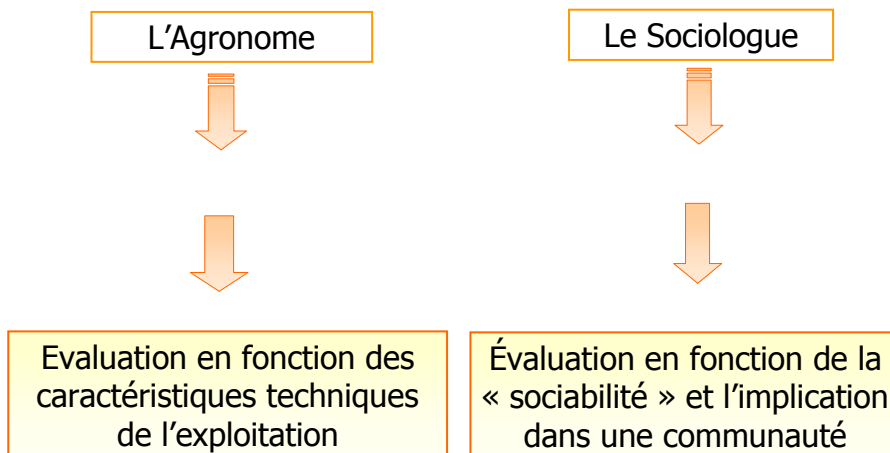 L’Agronome
Le Sociologue
Evaluation en fonction des
caractéristiques techniques
de l’exploitation
Évaluation en fonction de la
« sociabilité » et l’implication
dans une communauté